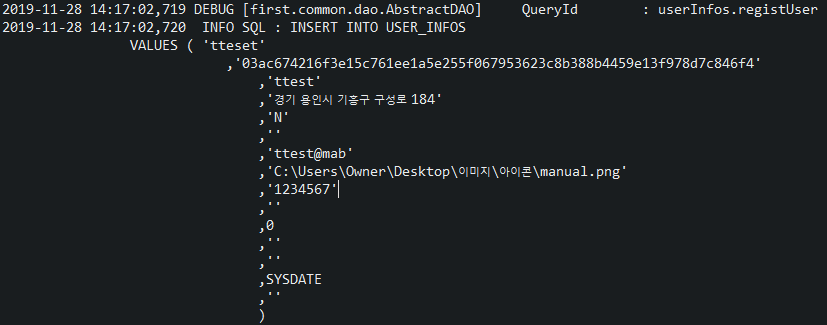 2019-11-28 14:17:02,719 DEBUG [first.common.dao.AbstractDAO] QueryId : userInfos.registUser
2019-11-28 14:17:02,720 INFO SQL : INSERT INTO USER_INFOS
VALUES ( 'tteset'
,'03ac674216f3e15c761ee1a5e255f067953623c8b388b4459e13f978d7c846f4'
,'ttest'
,'경기 용인시 기흥구 구성로 184'
,'N'
,''
,'ttest@mab'
,'C:\Users\Owner\Desktop\이미지\아이콘\manual.png'
,'1234567'
,''
,0
,''
,''
,SYSDATE
,''
)